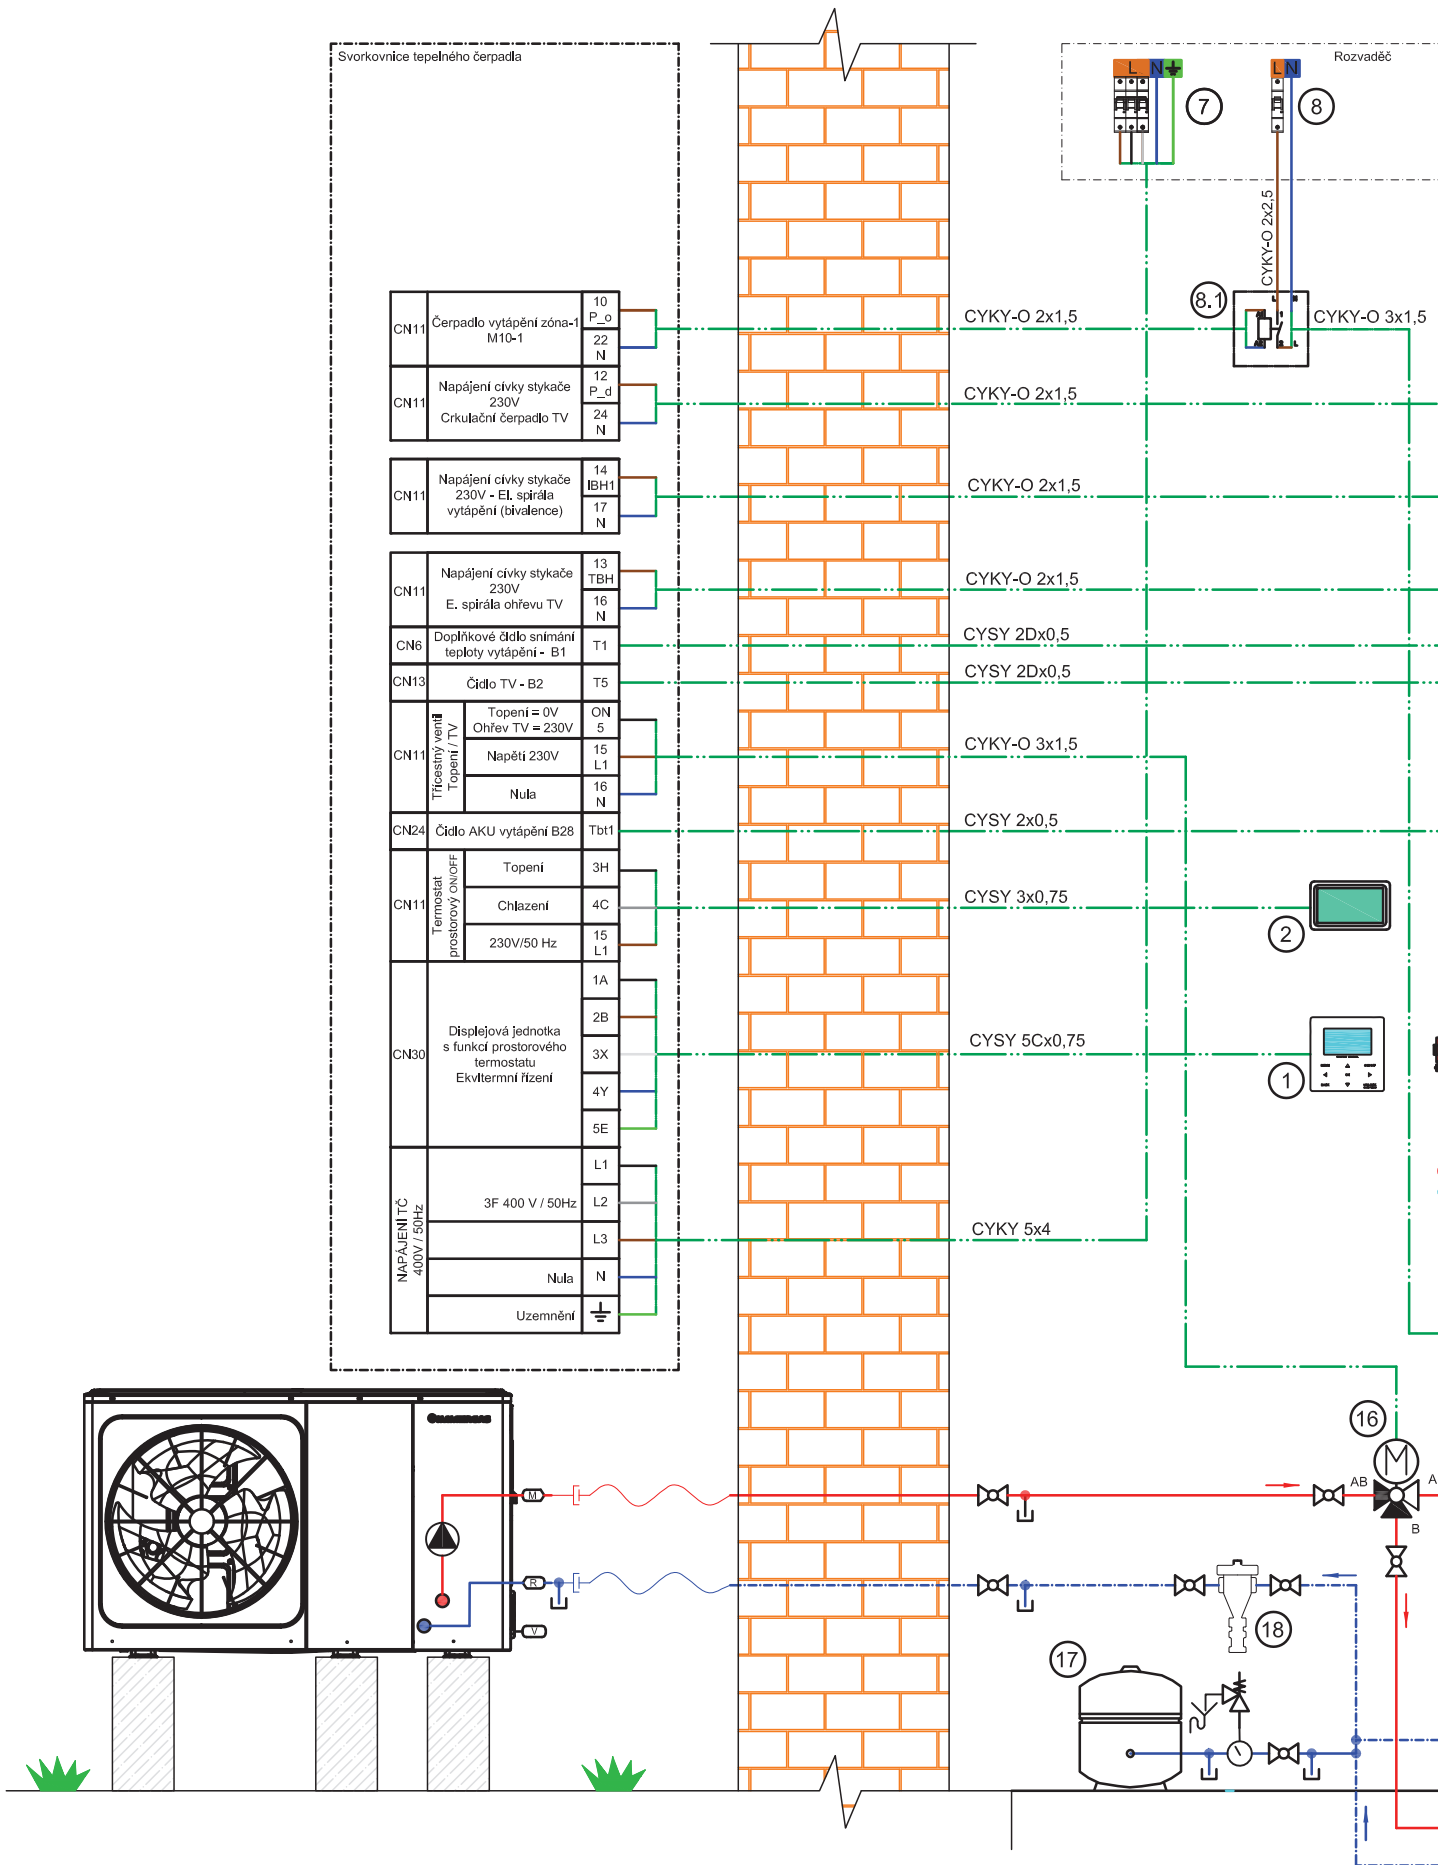 Svorkovnice tepelného čerpadla
Rozvaděč
L N
7
L N
8
CYKY-O 2x2,5
8.1
CYKY-O 3x1,5
CN11
Čerpadlo vytápění zóna-1
M10-1
10
P_o
22
N
CYKY-O 2x1,5
CN11
Napájení cívky stykače
230V
Crkulační čerpadlo TV
12
P_d
24
N
CYKY-O 2x1,5
CN11
Napájení cívky stykače
230V - El. spirála
vytápění (bivalence)
14
IBH1
17
N
CYKY-O 2x1,5
CN11
Napájení cívky stykače
230V
E. spirála ohřevu TV
13
TBH
16
N
CYKY-O 2x1,5
CN6
Doplňkové čidlo snímání
teploty vytápění - B1
T1
CYSY 2Dx0,5
CN13
Čidlo TV - B2
T5
CYSY 2Dx0,5
CN11
Třícestný ventil
Topení / TV
Topení = 0V
Ohřev TV = 230V
ON
5
Napětí 230V
15
L1
Nula
16
N
CYKY-O 3x1,5
CN24
Čidlo AKU vytápění B28
Tbt1
CYSY 2x0,5
CN11
Termostat
prostorový ON/OFF
Topení
3H
Chlazení
4C
230V/50 Hz
15
L1
CYSY 3x0,75
2
CN30
Displejová jednotka
s funkcí prostorového
termostatu
Ekvitermní řízení
1A
2B
3X
4Y
5E
CYSY 5Cx0,75
1
NAPÁJENÍ TČ
400V / 50Hz
L1
3F 400 V / 50Hz
L2
L3
Nula
N
Uzemnění
CYKY 5x4
16
M
AB
A
B
M
R
V
18
17